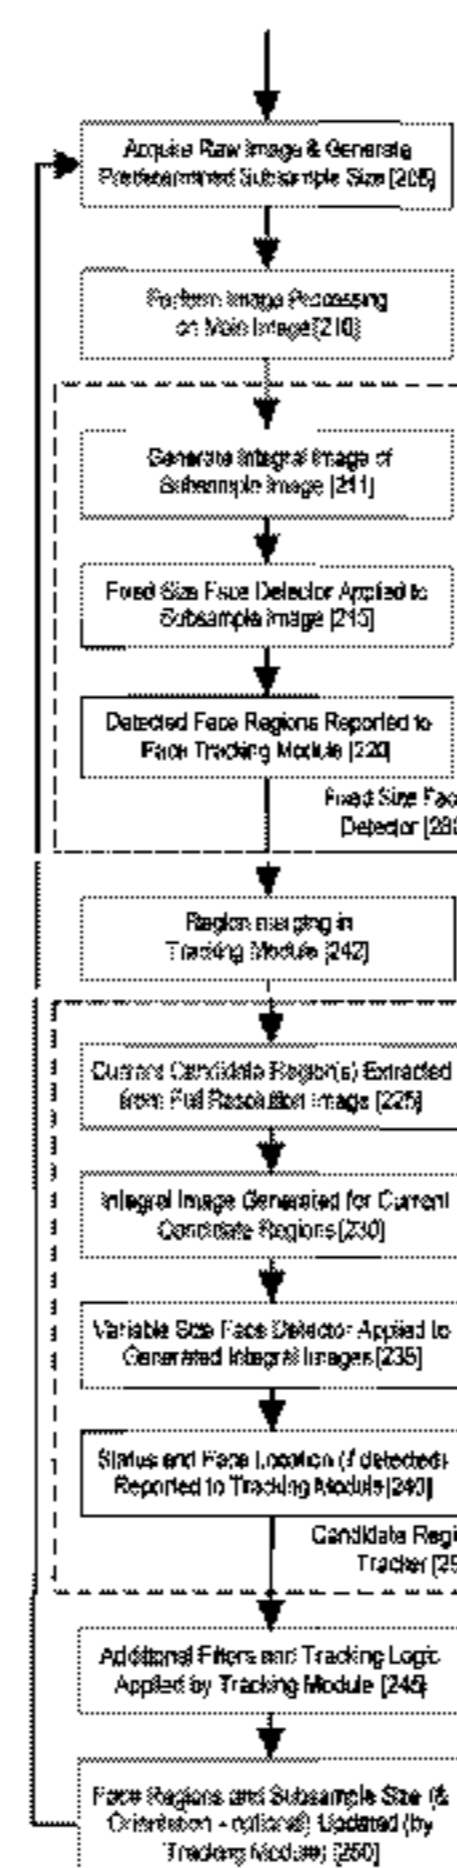 Acquire Raw Image & Generate
Predetermined Subsample Size [205]
Perform Image Processing
on Main Image [210]
Generate Integral Image of
Subsample Image [211]
Fixed Size Face Detector Applied to
Subsample Image [215]
Detected Face Regions Reported to
Face Tracking Module [220]
Fixed Size Fac
Detector [28
Region merging in
Tracking Module [242]
Current Candidate Region(s) Extracted
from Full Resolution Image [225]
Integral Image Generated for Current
Candidate Regions [230]
Variable Size Face Detector Applied to
Generated Integral Images [235]
Status and Face Location (if detected)
Reported to Tracking Module [240]
Candidate Regi
Tracker [29
Additional Filters and Tracking Logic
Applied by Tracking Module [245]
Face Regions and Subsample Size (&
Orientation - optional) Updated (by
Tracking Module) [250]